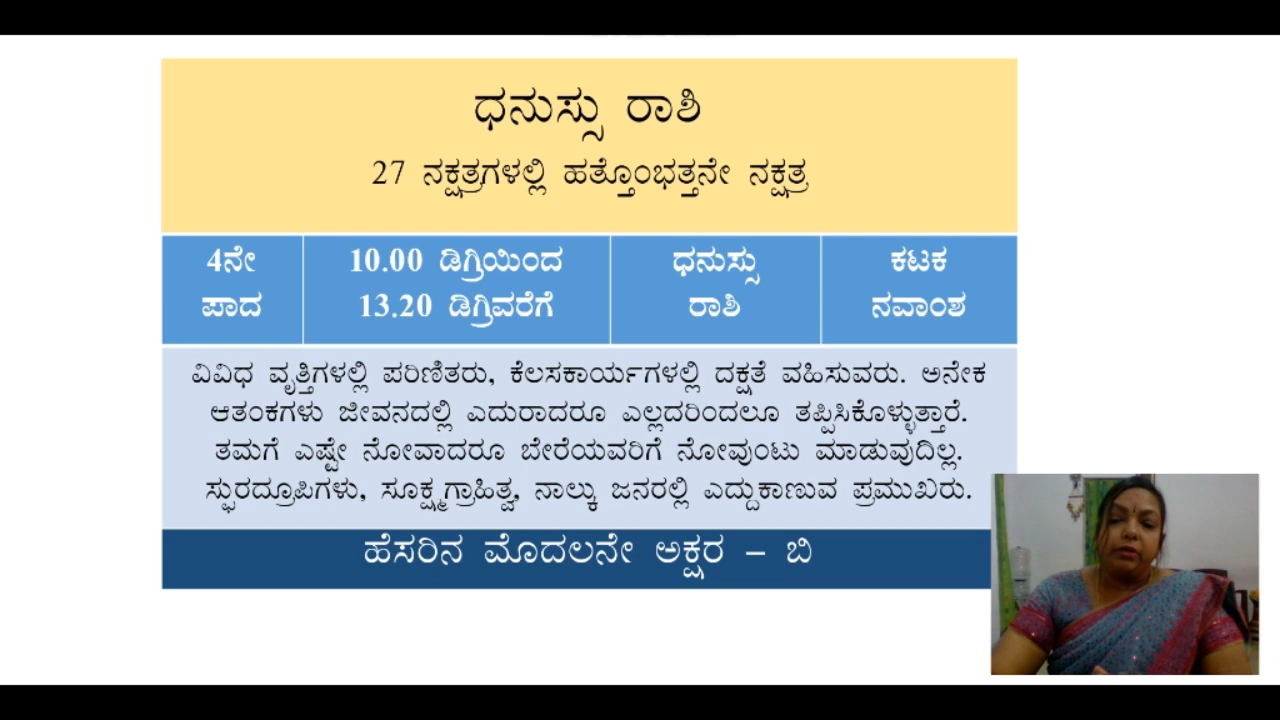 ಧನುಸ್ಸು ರಾಶಿ
27 ನಕ್ಷತ್ರಗಳಲ್ಲಿ ಹತ್ತೊಂಭತ್ತನೇ ನಕ್ಷತ್ರ
4ನೇ
ಪಾದ
10.00 ಡಿಗ್ರಿಯಿಂದ
13.20 ಡಿಗ್ರಿವರೆಗೆ
ಧನುಸ್ಸು
ರಾಶಿ
ಕಟಕ
ನವಾಂಶ
ವಿವಿಧ ವೃತ್ತಿಗಳಲ್ಲಿ ಪರಿಣಿತರು, ಕೆಲಸಕಾರ್ಯಗಳಲ್ಲಿ ದಕ್ಷತೆ ವಹಿಸುವರು. ಅನೇಕ
ಆತಂಕಗಳು ಜೀವನದಲ್ಲಿ ಎದುರಾದರೂ ಎಲ್ಲದರಿಂದಲೂ ತಪ್ಪಿಸಿಕೊಳ್ಳುತ್ತಾರೆ.
ತಮಗೆ ಎಷ್ಟೇ ನೋವಾದರೂ ಬೇರೆಯವರಿಗೆ ನೋವುಂಟು ಮಾಡುವುದಿಲ್ಲ.
ಸ್ಫುರದ್ರೂಪಿಗಳು, ಸೂಕ್ಷ್ಮಗ್ರಾಹಿತ್ವ, ನಾಲ್ಕು ಜನರಲ್ಲಿ ಎದ್ದುಕಾಣುವ ಪ್ರಮುಖರು.
ಹೆಸರಿನ ಮೊದಲನೇ ಅಕ್ಷರ – ಬಿ